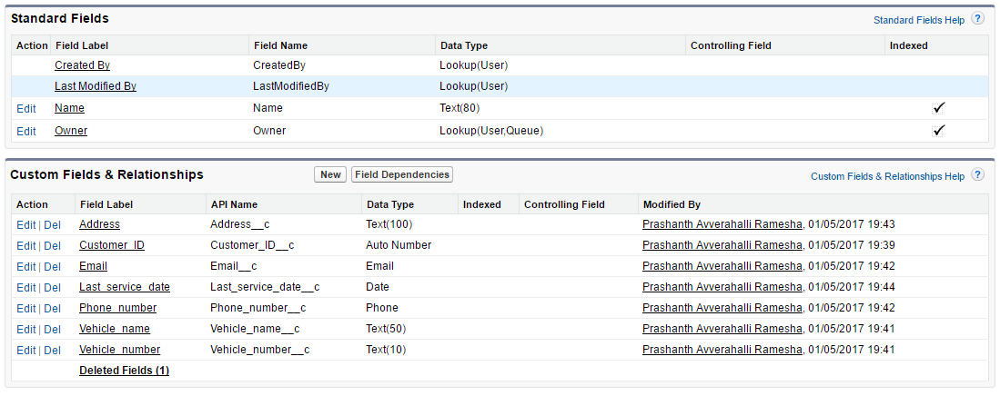 Standard Fields Standard Fields Help ?
Action Field Label Field Name Data Type Controlling Field Indexed
Created By CreatedBy Lookup(User)
Last Modified By LastModifiedBy Lookup(User)
Edit Name Name Text(80)
Edit Owner Owner Lookup(User,Queue)
Custom Fields & Relationships New Field Dependencies Custom Fields & Relationships Help ?
Action Field Label API Name Data Type Indexed Controlling Field Modified By
Edit | Del Address Address__c Text(100) Prashanth Avverahalli Ramesha, 01/05/2017 19:43
Edit | Del Customer_ID Customer_ID__c Auto Number Prashanth Avverahalli Ramesha, 01/05/2017 19:39
Edit | Del Email Email__c Email Prashanth Avverahalli Ramesha, 01/05/2017 19:42
Edit | Del Last_service_date Last_service_date__c Date Prashanth Avverahalli Ramesha, 01/05/2017 19:44
Edit | Del Phone_number Phone_number__c Phone Prashanth Avverahalli Ramesha, 01/05/2017 19:42
Edit | Del Vehicle_name Vehicle_name__c Text(50) Prashanth Avverahalli Ramesha, 01/05/2017 19:41
Edit | Del Vehicle_number Vehicle_number__c Text(10) Prashanth Avverahalli Ramesha, 01/05/2017 19:41
Deleted Fields (1)